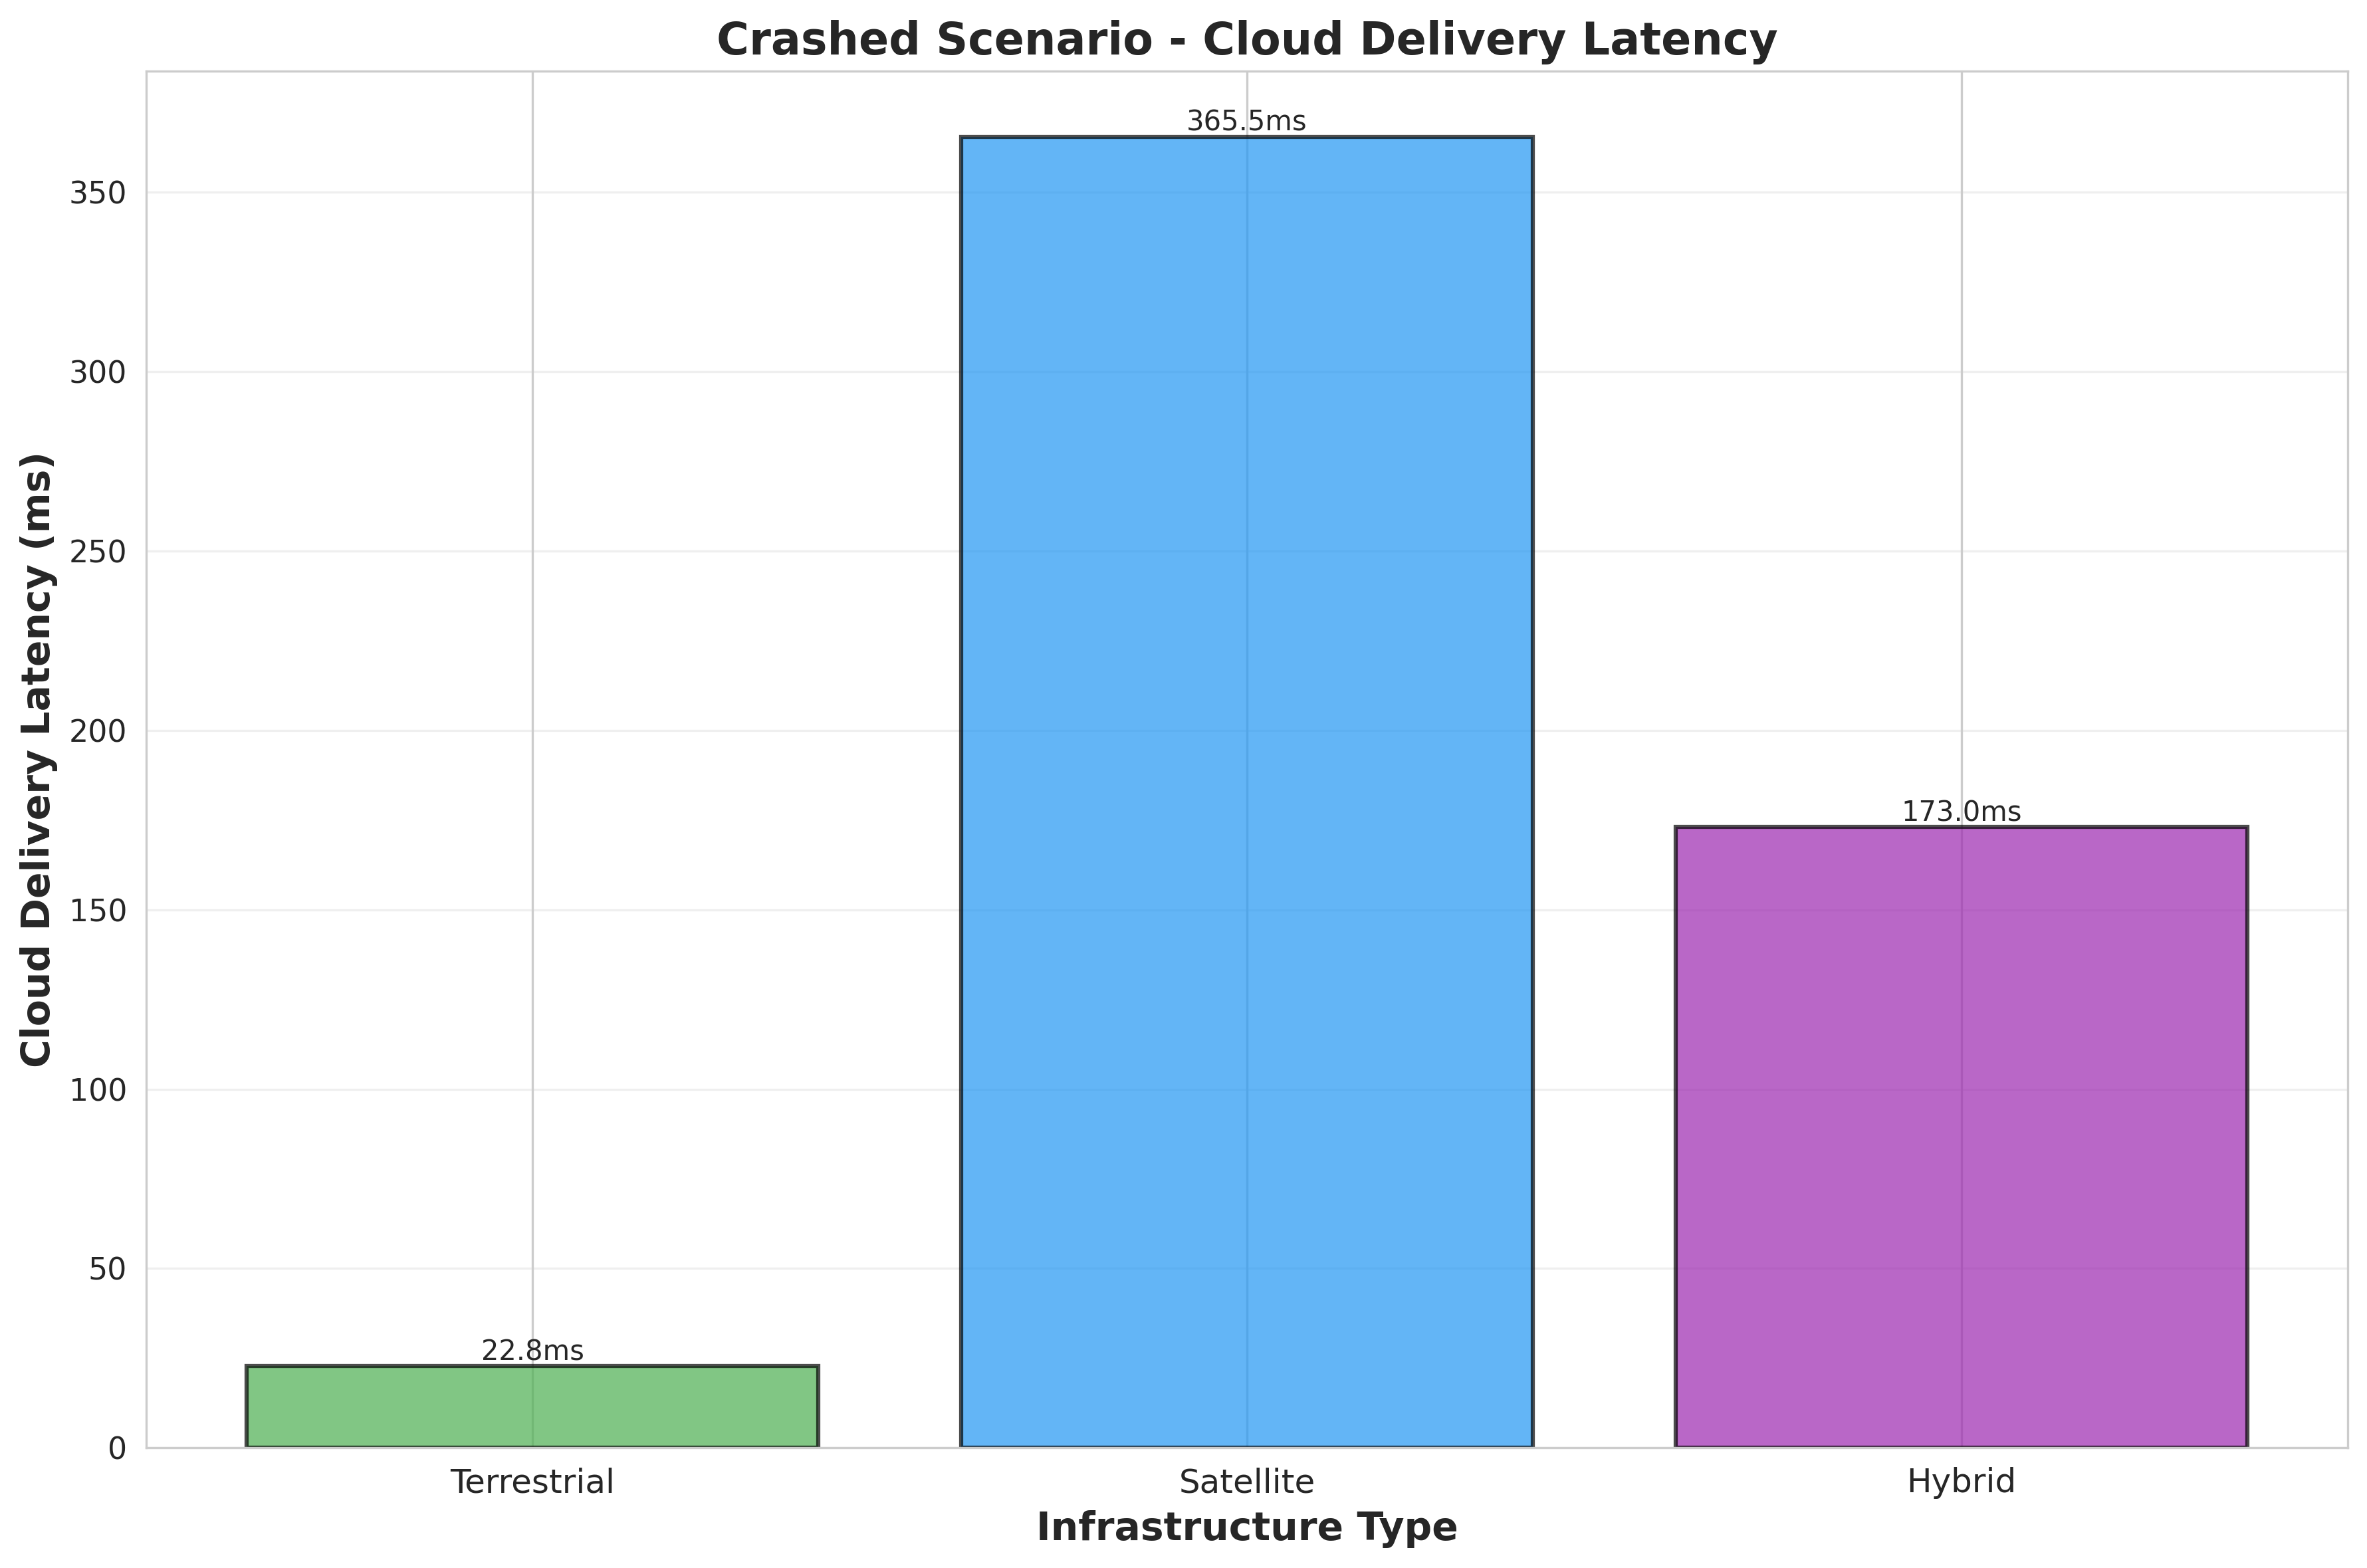 Crashed Scenario - Cloud Delivery Latency
Cloud Delivery Latency (ms)
350
300
250
200
150
100
50
0
365.5ms
173.0ms
22.8ms
Terrestrial
Satellite
Hybrid
Infrastructure Type